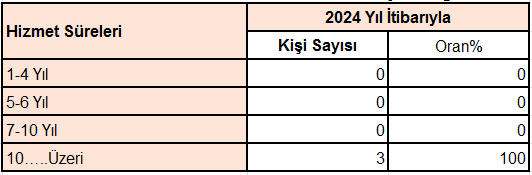 Hizmet Süreleri
2024 Yıl İtibarıyla
Kişi Sayısı Oran%
1-4 Yıl 0 0
5-6 Yıl 0 0
7-10 Yıl 0 0
10…..Üzeri 3 100